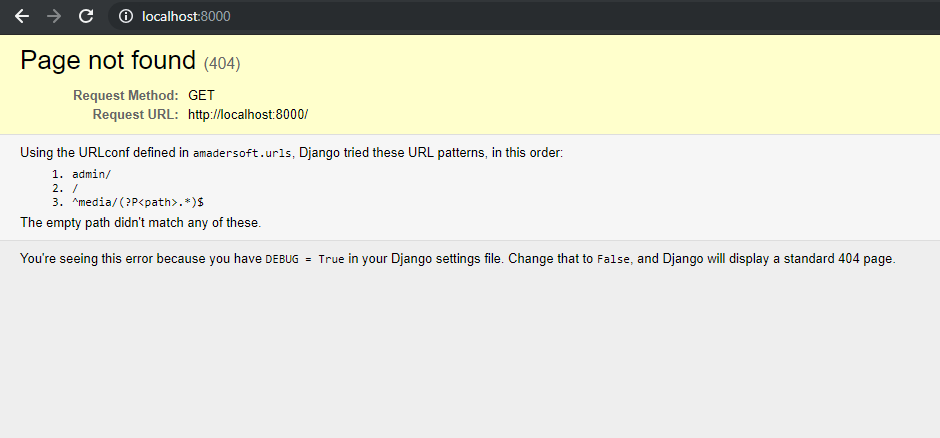 localhost:8000
Page not found (404)
Request Method: GET
Request URL: http://localhost:8000/
Using the URLconf defined in amadersoft.urls, Django tried these URL patterns, in this order:
1. admin/
2. /
3. ^media/(?P<path>.*)$
The empty path didn't match any of these.
You're seeing this error because you have DEBUG = True in your Django settings file. Change that to False, and Django will display a standard 404 page.